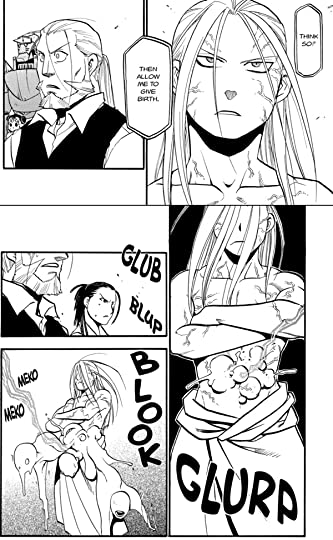 THINK
SO?
THEN
ALLOW
ME TO
GIVE
BIRTH.
GLUB
BLUP
GLURP
BLOOK
MEKO
MEKO